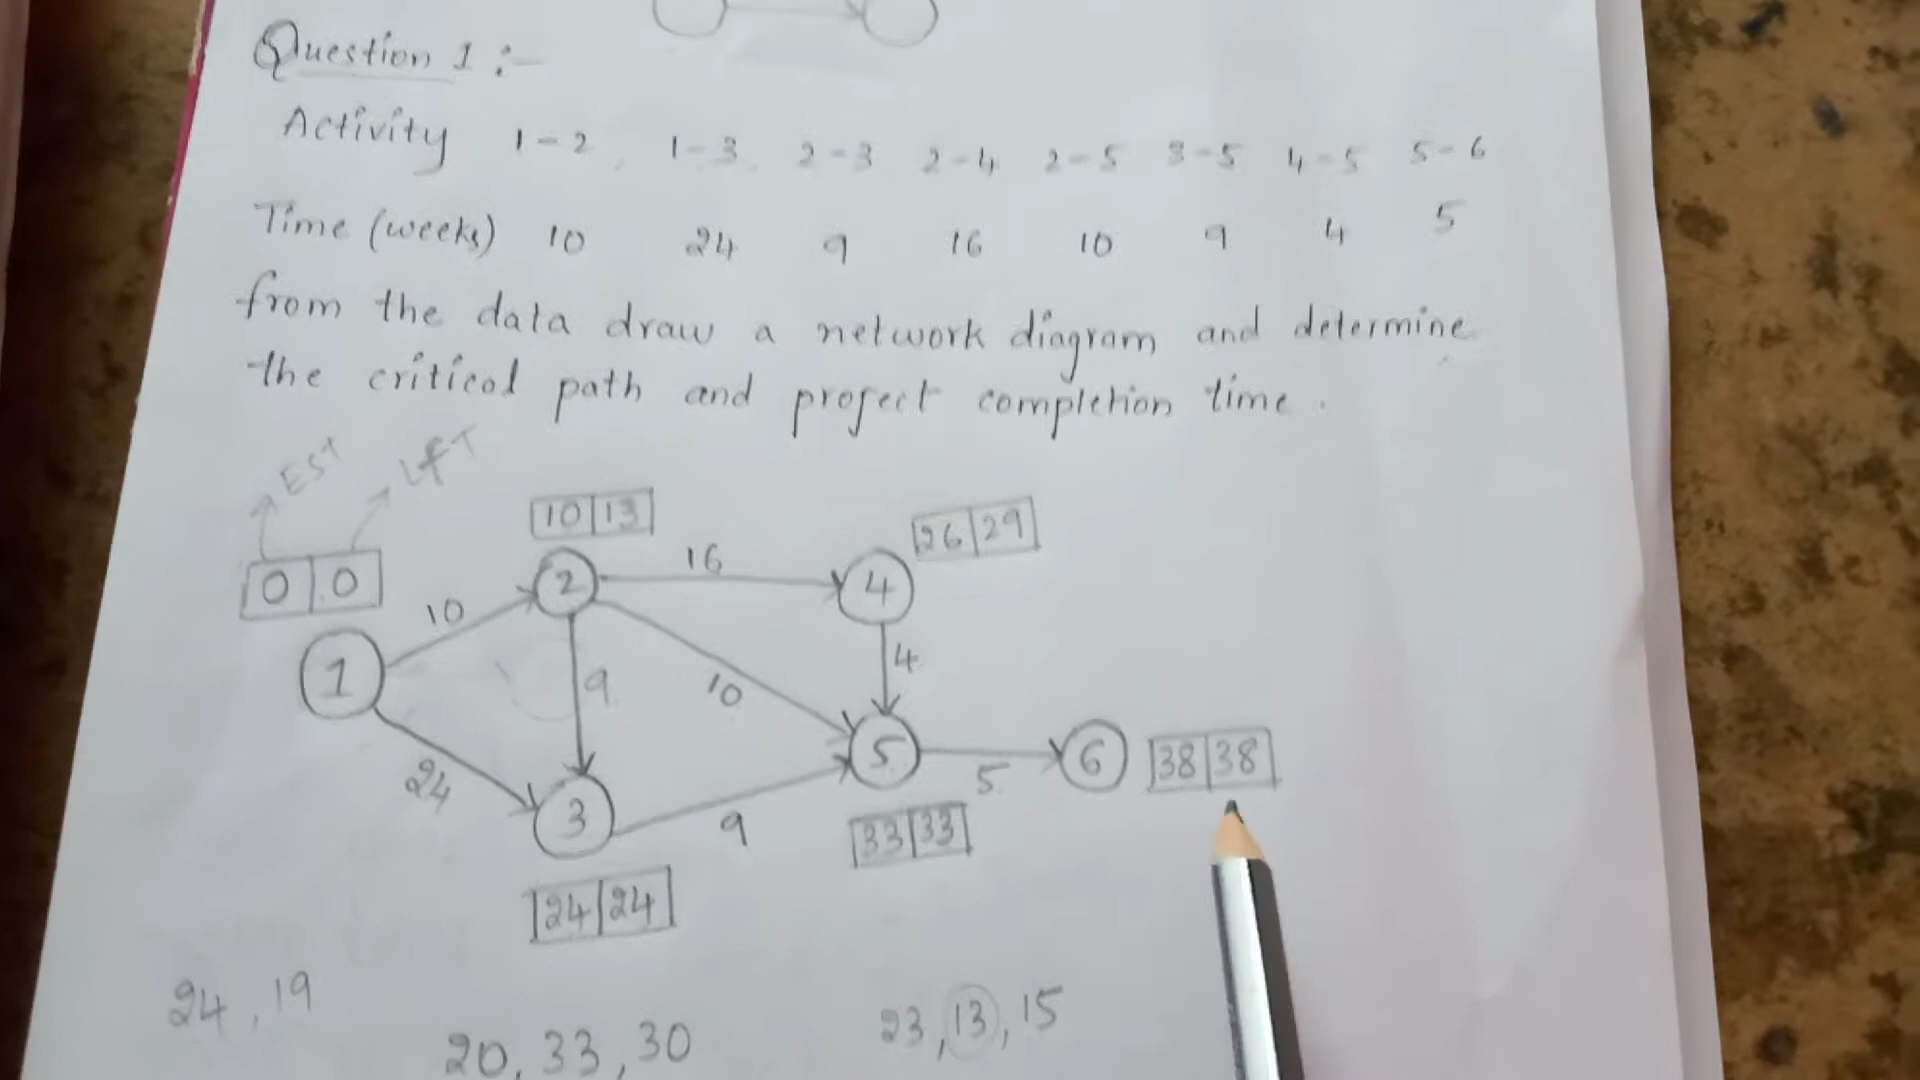 Question 1 :-
Activity 1-2 1-3 2-3 2-4 2-5 3-5 4-5 5-6
Time (weeks) 10 24 9 16 10 9 4 5
from the data draw a network diagram and determine
the critical path and project completion time.
EST LFT
10 13
26 29
0 0
16
2
4
10
1
9
10
4
24
3
9
5
5
6
38 38
33 33
24 24
24, 19
20, 33, 30
23, 13, 15